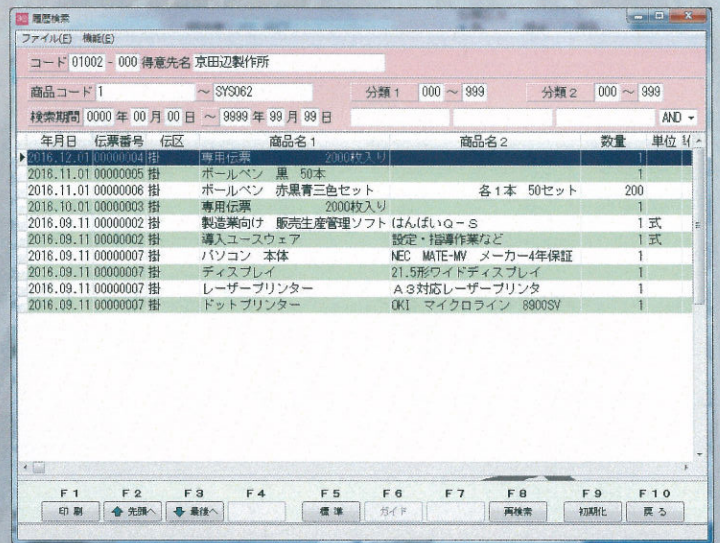 履歴検索
ファイル(F) 機能(E)
コード 01002 - 000 得意先名 京田辺製作所
商品コード 1 ～ SYS062 分類1 000 ～ 999 分類2 000 ～ 999
検索期間 0000 年 00 月 00 日 ～ 9999 年 99 月 99 日 AND
年月日 伝票番号 伝区 商品名1 商品名2 数量 単位
2016.12.01 00000004 掛 専用伝票 2000枚入り 1
2016.11.01 00000005 掛 ボールペン 黒 50本 1
2016.11.01 00000006 掛 ボールペン 赤黒青三色セット 各1本 50セット 200
2016.10.01 00000003 掛 専用伝票 2000枚入り 1
2016.09.11 00000002 掛 製造業向け 販売生産管理ソフト はんばいQ－S 1 式
2016.09.11 00000002 掛 導入ユースウェア 設定・指導作業など 1 式
2016.09.11 00000007 掛 パソコン 本体 NEC MATE-MV メーカー4年保証 1
2016.09.11 00000007 掛 ディスプレイ 21.5形ワイドディスプレイ 1
2016.09.11 00000007 掛 レーザープリンター A3対応レーザープリンタ 1
2016.09.11 00000007 掛 ドットプリンター OKI マイクロライン 8900SV 1
F1 F2 F3 F4 F5 F6 F7 F8 F9 F10
印刷 先頭へ 最後へ 標準 ガイド 再検索 初期化 戻る